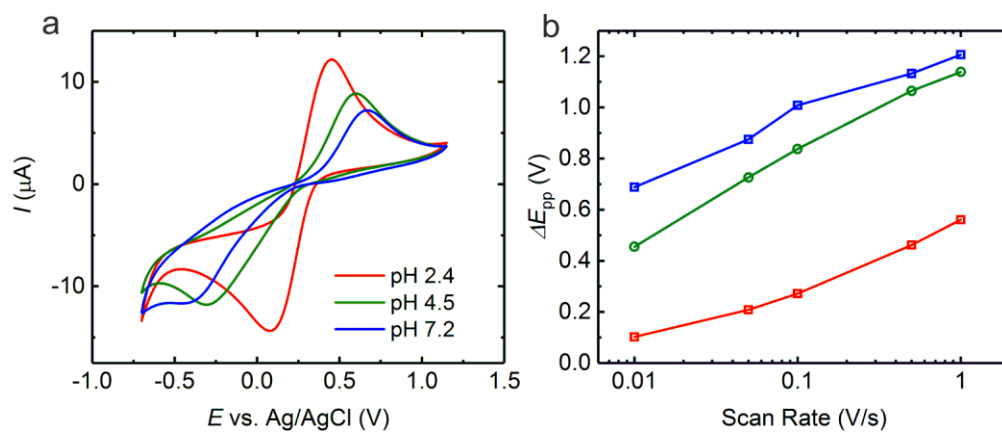 a
10
0
-10
I (µA)
pH 2.4
pH 4.5
pH 7.2
-1.0 -0.5 0.0 0.5 1.0 1.5
E vs. Ag/AgCl (V)
b
1.2
1.0
0.8
0.6
0.4
0.2
0.0
ΔEpp (V)
0.01 0.1 1
Scan Rate (V/s)